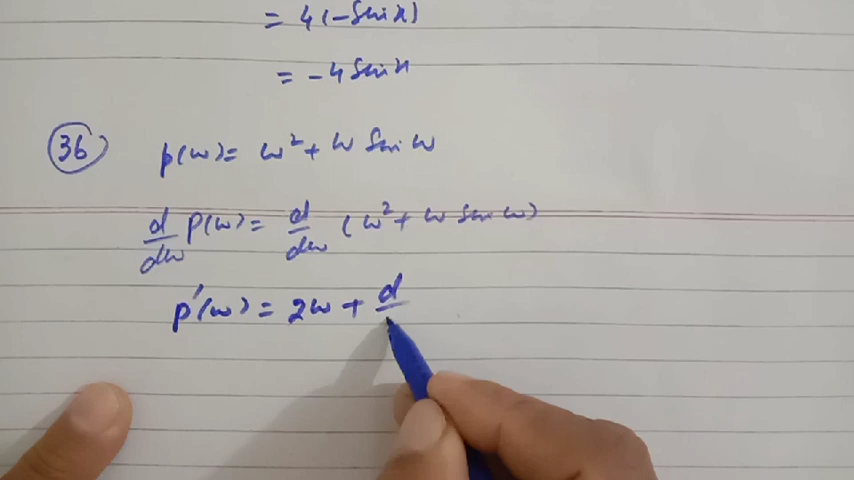 = 4(-Sin x)
= -4 Sin x
36 p(w) = w² + w Sin w
d/dw P(w) = d/dw (w² + w Sin w)
p'(w) = 2w + d